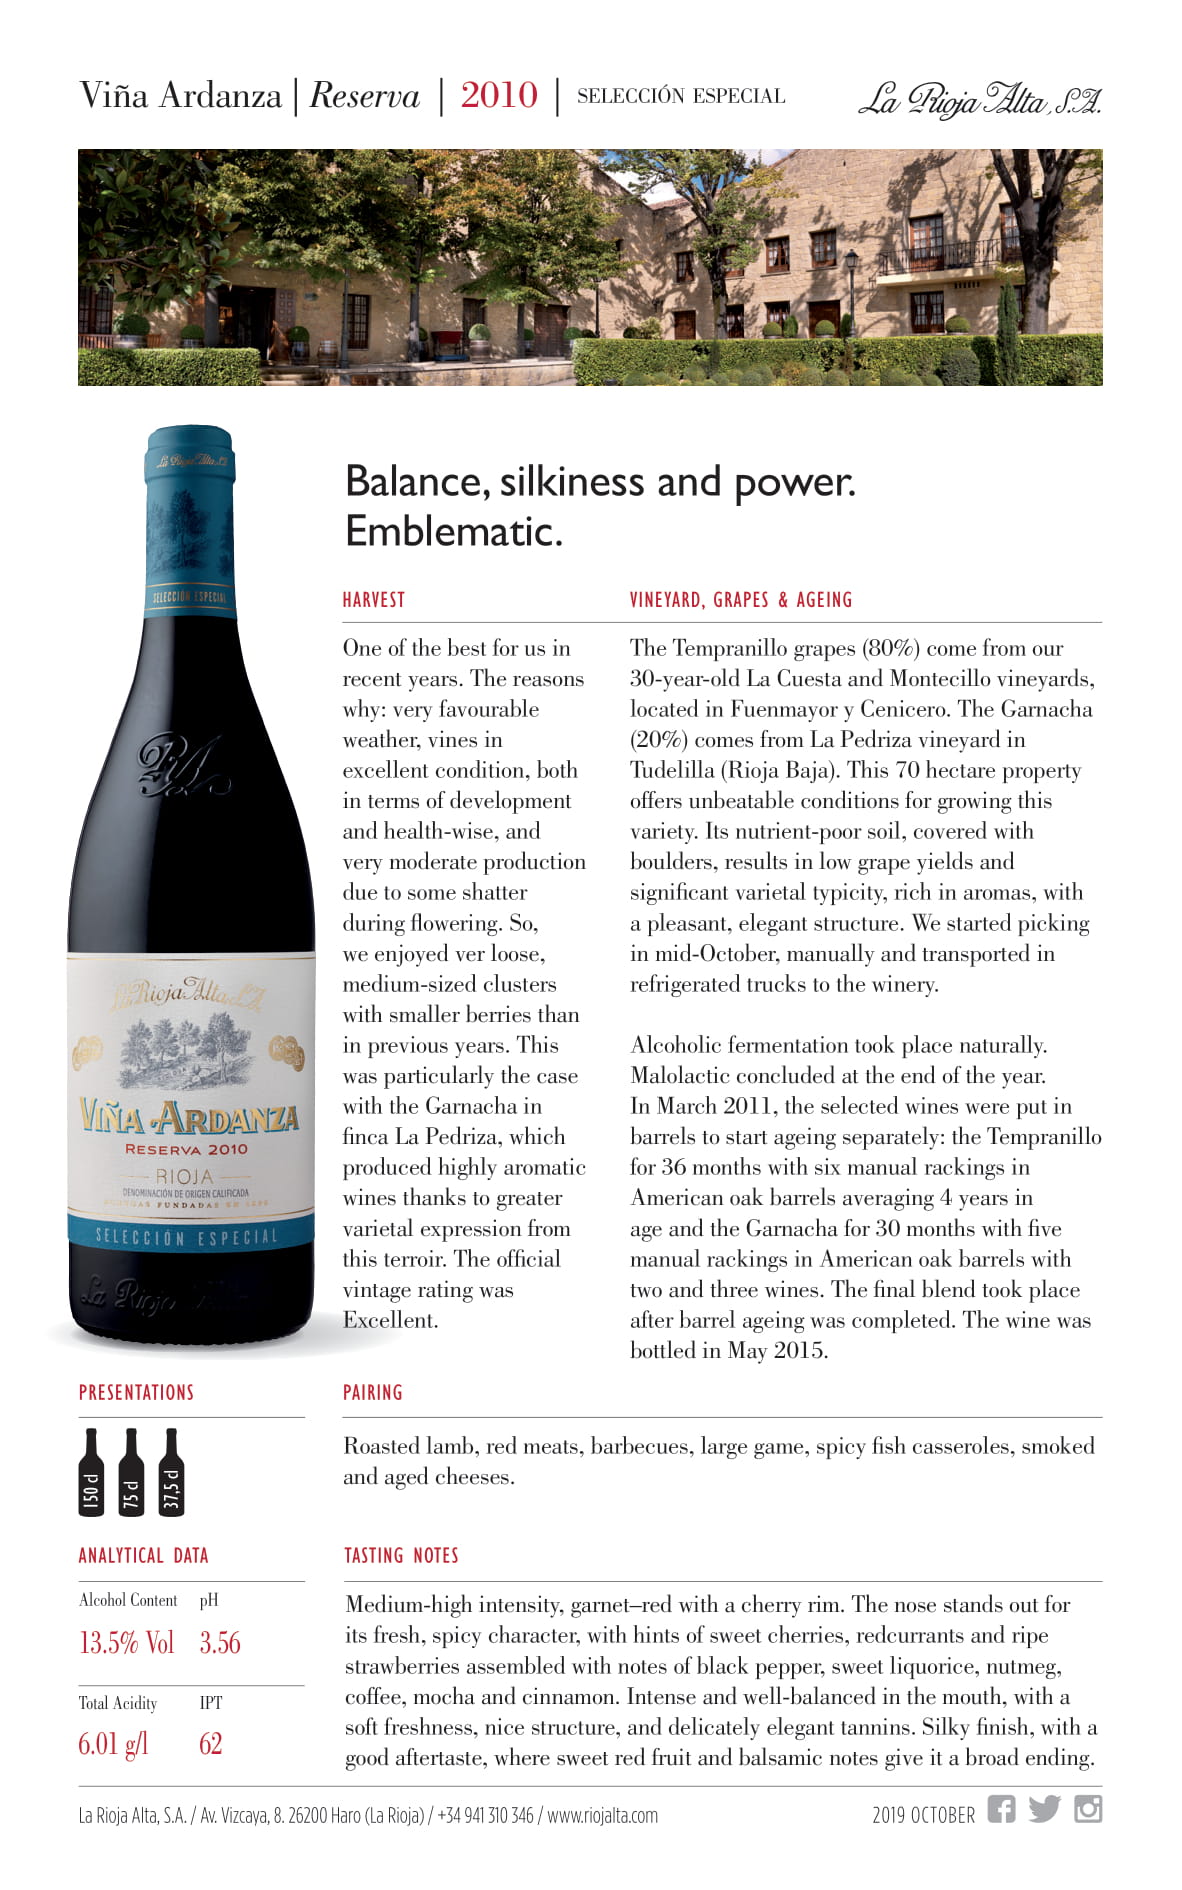 Viña Ardanza | Reserva | 2010 | SELECCIÓN ESPECIAL
La Rioja Alta, S.A.
La Rioja Alta, S.A.
SELECCIÓN ESPECIAL
RA
La Rioja Alta, S.A.
VIÑA ARDANZA
RESERVA 2010
RIOJA
DENOMINACIÓN DE ORIGEN CALIFICADA
BODEGAS FUNDADAS EN 1890
SELECCIÓN ESPECIAL
La Rioja
Balance, silkiness and power.
Emblematic.
HARVEST
One of the best for us in
recent years. The reasons
why: very favourable
weather, vines in
excellent condition, both
in terms of development
and health-wise, and
very moderate production
due to some shatter
during flowering. So,
we enjoyed ver loose,
medium-sized clusters
with smaller berries than
in previous years. This
was particularly the case
with the Garnacha in
finca La Pedriza, which
produced highly aromatic
wines thanks to greater
varietal expression from
this terroir. The official
vintage rating was
Excellent.
VINEYARD, GRAPES & AGEING
The Tempranillo grapes (80%) come from our
30-year-old La Cuesta and Montecillo vineyards,
located in Fuenmayor y Cenicero. The Garnacha
(20%) comes from La Pedriza vineyard in
Tudelilla (Rioja Baja). This 70 hectare property
offers unbeatable conditions for growing this
variety. Its nutrient-poor soil, covered with
boulders, results in low grape yields and
significant varietal typicity, rich in aromas, with
a pleasant, elegant structure. We started picking
in mid-October, manually and transported in
refrigerated trucks to the winery.
Alcoholic fermentation took place naturally.
Malolactic concluded at the end of the year.
In March 2011, the selected wines were put in
barrels to start ageing separately: the Tempranillo
for 36 months with six manual rackings in
American oak barrels averaging 4 years in
age and the Garnacha for 30 months with five
manual rackings in American oak barrels with
two and three wines. The final blend took place
after barrel ageing was completed. The wine was
bottled in May 2015.
PRESENTATIONS
150 cl
75 cl
37,5 cl
PAIRING
Roasted lamb, red meats, barbecues, large game, spicy fish casseroles, smoked
and aged cheeses.
ANALYTICAL DATA
Alcohol Content pH
13.5% Vol 3.56
Total Acidity IPT
6.01 g/l 62
TASTING NOTES
Medium-high intensity, garnet–red with a cherry rim. The nose stands out for
its fresh, spicy character, with hints of sweet cherries, redcurrants and ripe
strawberries assembled with notes of black pepper, sweet liquorice, nutmeg,
coffee, mocha and cinnamon. Intense and well-balanced in the mouth, with a
soft freshness, nice structure, and delicately elegant tannins. Silky finish, with a
good aftertaste, where sweet red fruit and balsamic notes give it a broad ending.
La Rioja Alta, S.A. / Av. Vizcaya, 8. 26200 Haro (La Rioja) / +34 941 310 346 / www.riojalta.com
2019 OCTOBER